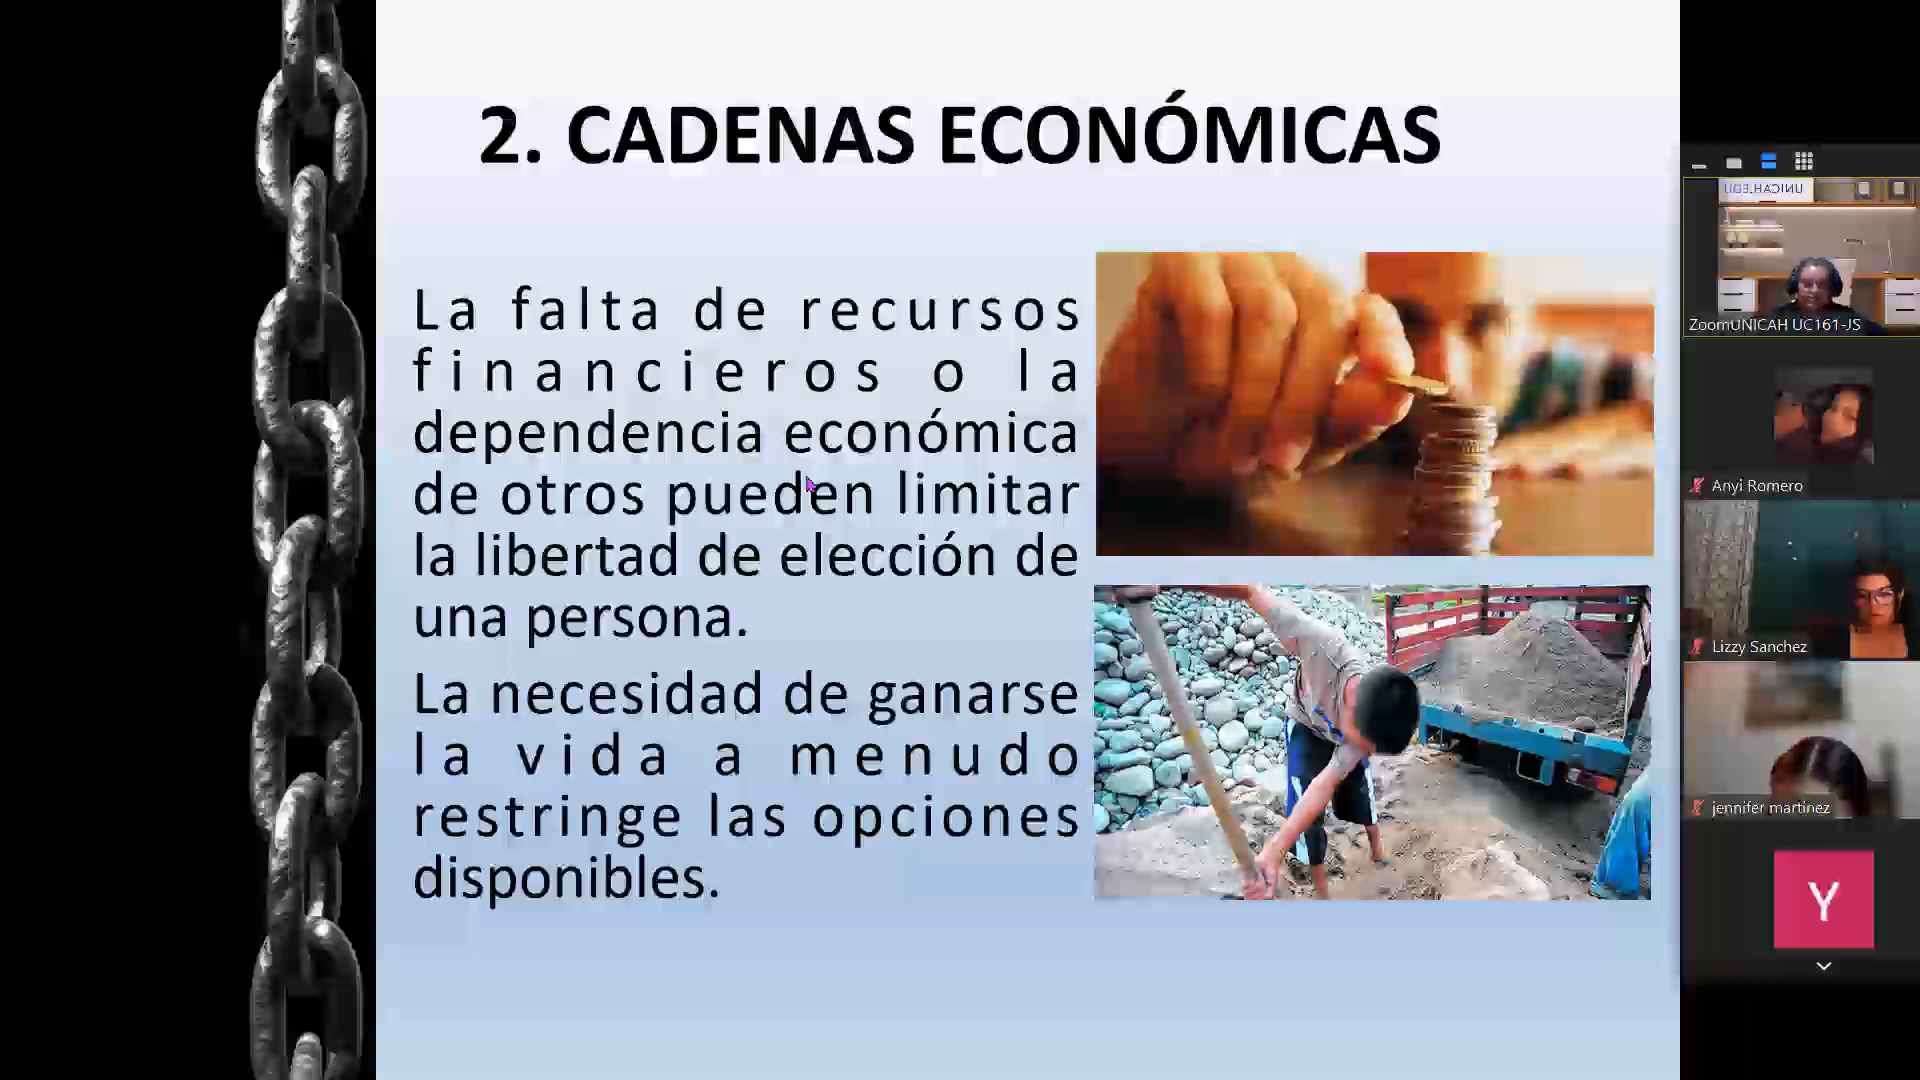 2. CADENAS ECONÓMICAS
La falta de recursos
financieros o la
dependencia económica
de otros pueden limitar
la libertad de elección de
una persona.
La necesidad de ganarse
la vida a menudo
restringe las opciones
disponibles.
UNICAH.EDU
ZoomUNICAH UC161-JS
Anyi Romero
Lizzy Sanchez
jennifer martinez
Y